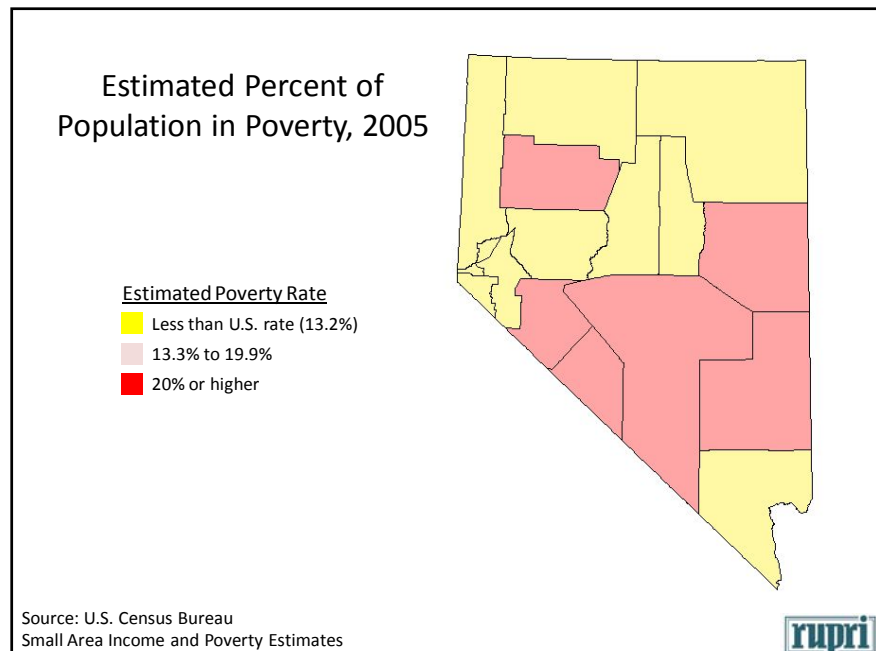 Estimated Percent of
Population in Poverty, 2005
Estimated Poverty Rate
Less than U.S. rate (13.2%)
13.3% to 19.9%
20% or higher
Source: U.S. Census Bureau
Small Area Income and Poverty Estimates
rupri